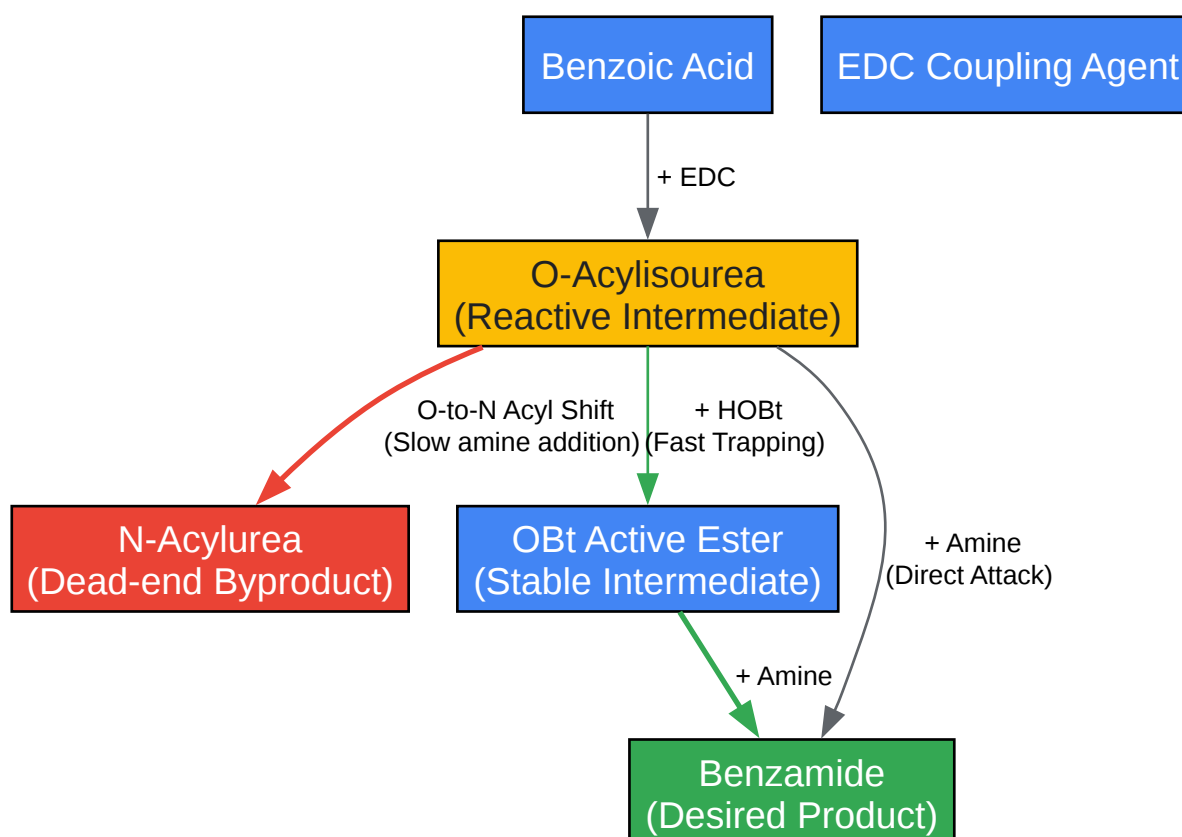 Benzoic Acid
EDC Coupling Agent
+ EDC
O-Acylisourea
(Reactive Intermediate)
O-to-N Acyl Shift
(Slow amine addition)
+ HOBt
(Fast Trapping)
N-Acylurea
(Dead-end Byproduct)
OBt Active Ester
(Stable Intermediate)
+ Amine
(Direct Attack)
+ Amine
Benzamide
(Desired Product)